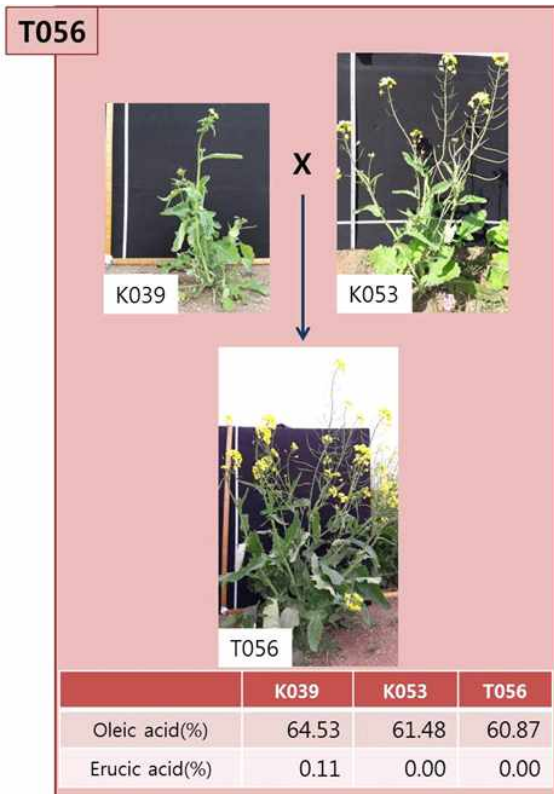 T056
X
K039
K053
T056
K039 K053 T056
Oleic acid(%) 64.53 61.48 60.87
Erucic acid(%) 0.11 0.00 0.00